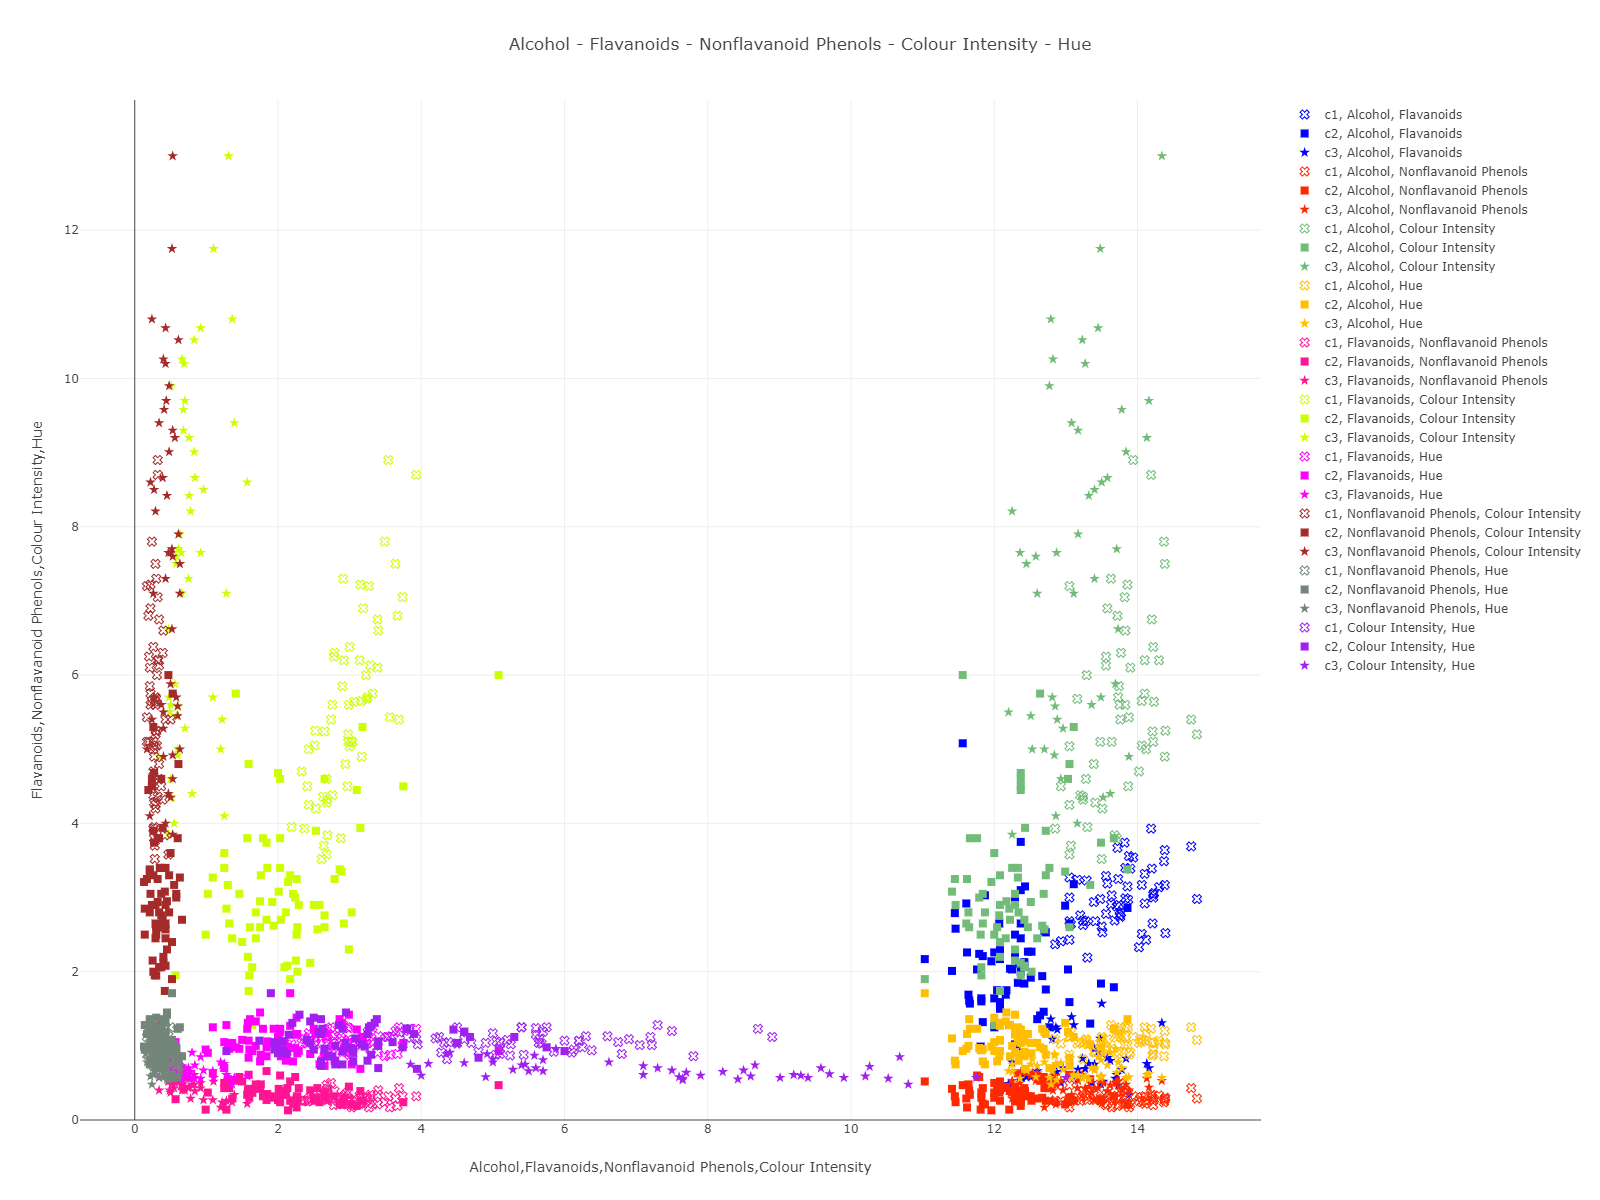 Alcohol - Flavanoids - Nonflavanoid Phenols - Colour Intensity - Hue
Flavanoids,Nonflavanoid Phenols,Colour Intensity,Hue
12
10
8
6
4
2
0
0
2
4
6
8
10
12
14
Alcohol,Flavanoids,Nonflavanoid Phenols,Colour Intensity
c1, Alcohol, Flavanoids
c2, Alcohol, Flavanoids
c3, Alcohol, Flavanoids
c1, Alcohol, Nonflavanoid Phenols
c2, Alcohol, Nonflavanoid Phenols
c3, Alcohol, Nonflavanoid Phenols
c1, Alcohol, Colour Intensity
c2, Alcohol, Colour Intensity
c3, Alcohol, Colour Intensity
c1, Alcohol, Hue
c2, Alcohol, Hue
c3, Alcohol, Hue
c1, Flavanoids, Nonflavanoid Phenols
c2, Flavanoids, Nonflavanoid Phenols
c3, Flavanoids, Nonflavanoid Phenols
c1, Flavanoids, Colour Intensity
c2, Flavanoids, Colour Intensity
c3, Flavanoids, Colour Intensity
c1, Flavanoids, Hue
c2, Flavanoids, Hue
c3, Flavanoids, Hue
c1, Nonflavanoid Phenols, Colour Intensity
c2, Nonflavanoid Phenols, Colour Intensity
c3, Nonflavanoid Phenols, Colour Intensity
c1, Nonflavanoid Phenols, Hue
c2, Nonflavanoid Phenols, Hue
c3, Nonflavanoid Phenols, Hue
c1, Colour Intensity, Hue
c2, Colour Intensity, Hue
c3, Colour Intensity, Hue